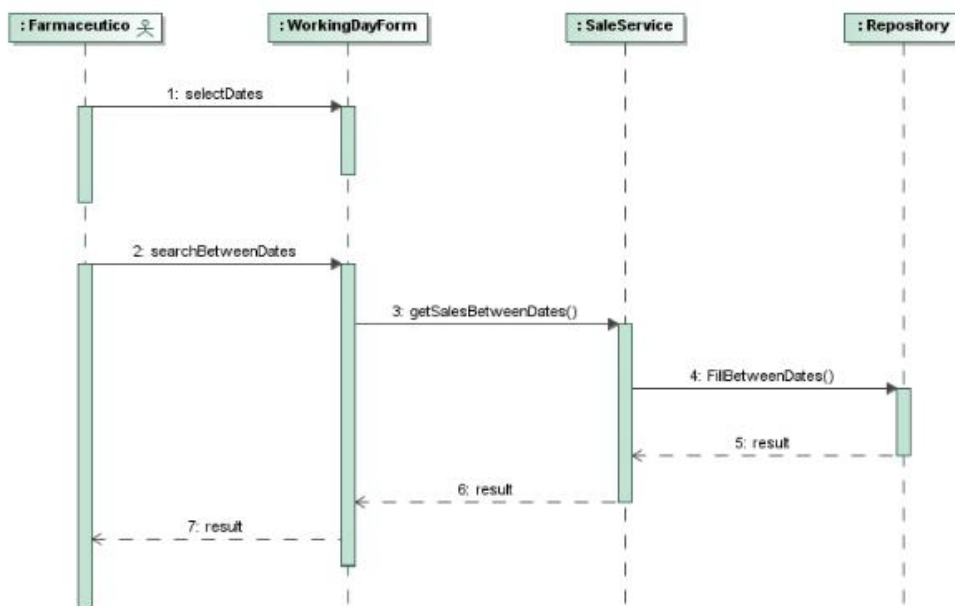 : Farmaceutico
: WorkingDayForm
: SaleService
: Repository
1: selectDates
2: searchBetweenDates
3: getSalesBetweenDates()
4: FillBetweenDates()
5: result
6: result
7: result